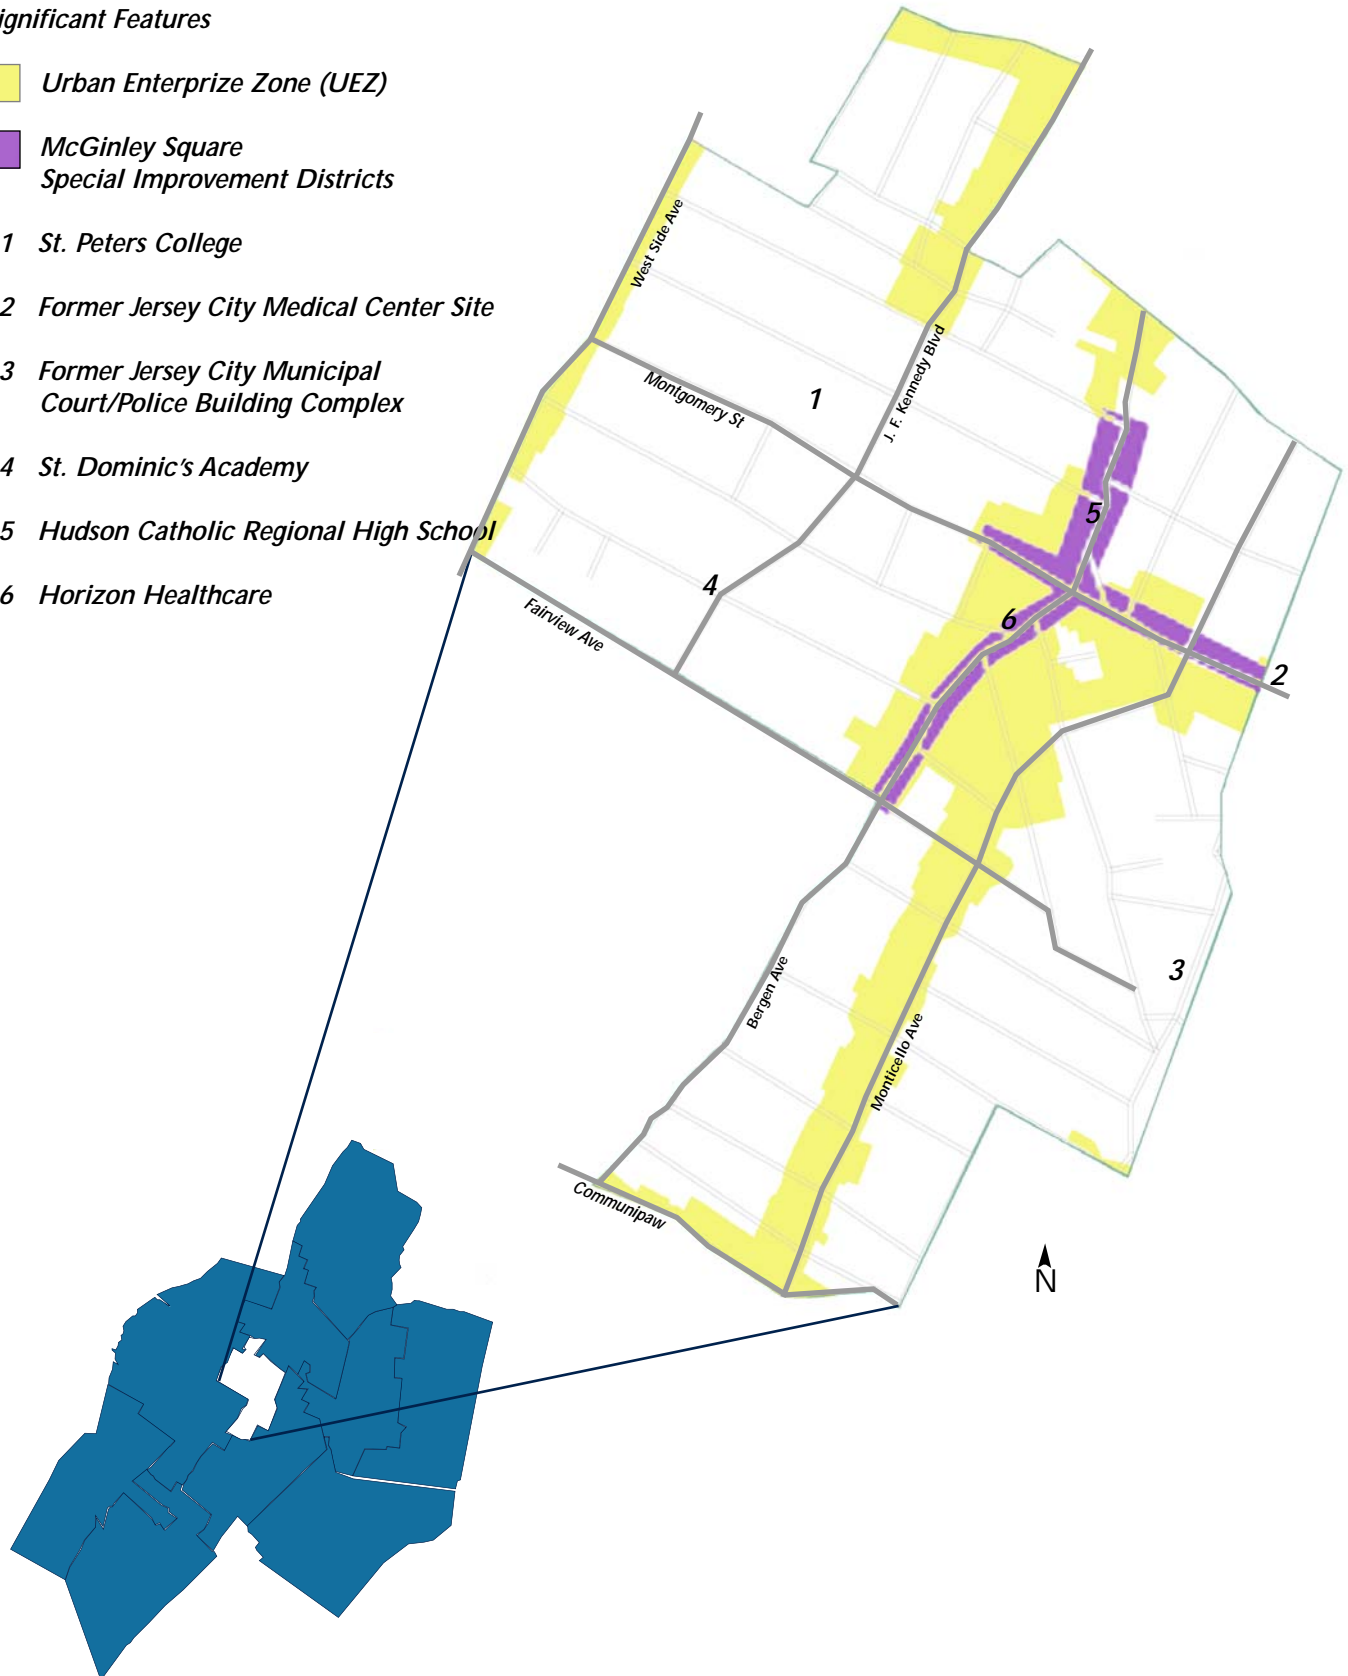 ignificant Features
Urban Enterprize Zone (UEZ)
McGinley Square
Special Improvement Districts
1 St. Peters College
2 Former Jersey City Medical Center Site
3 Former Jersey City Municipal
Court/Police Building Complex
4 St. Dominic's Academy
5 Hudson Catholic Regional High School
6 Horizon Healthcare
West Side Ave
J. F. Kennedy Blvd
Montgomery St
1
5
4
Fairview Ave
6
2
3
Bergen Ave
Monticello Ave
Communipaw
N